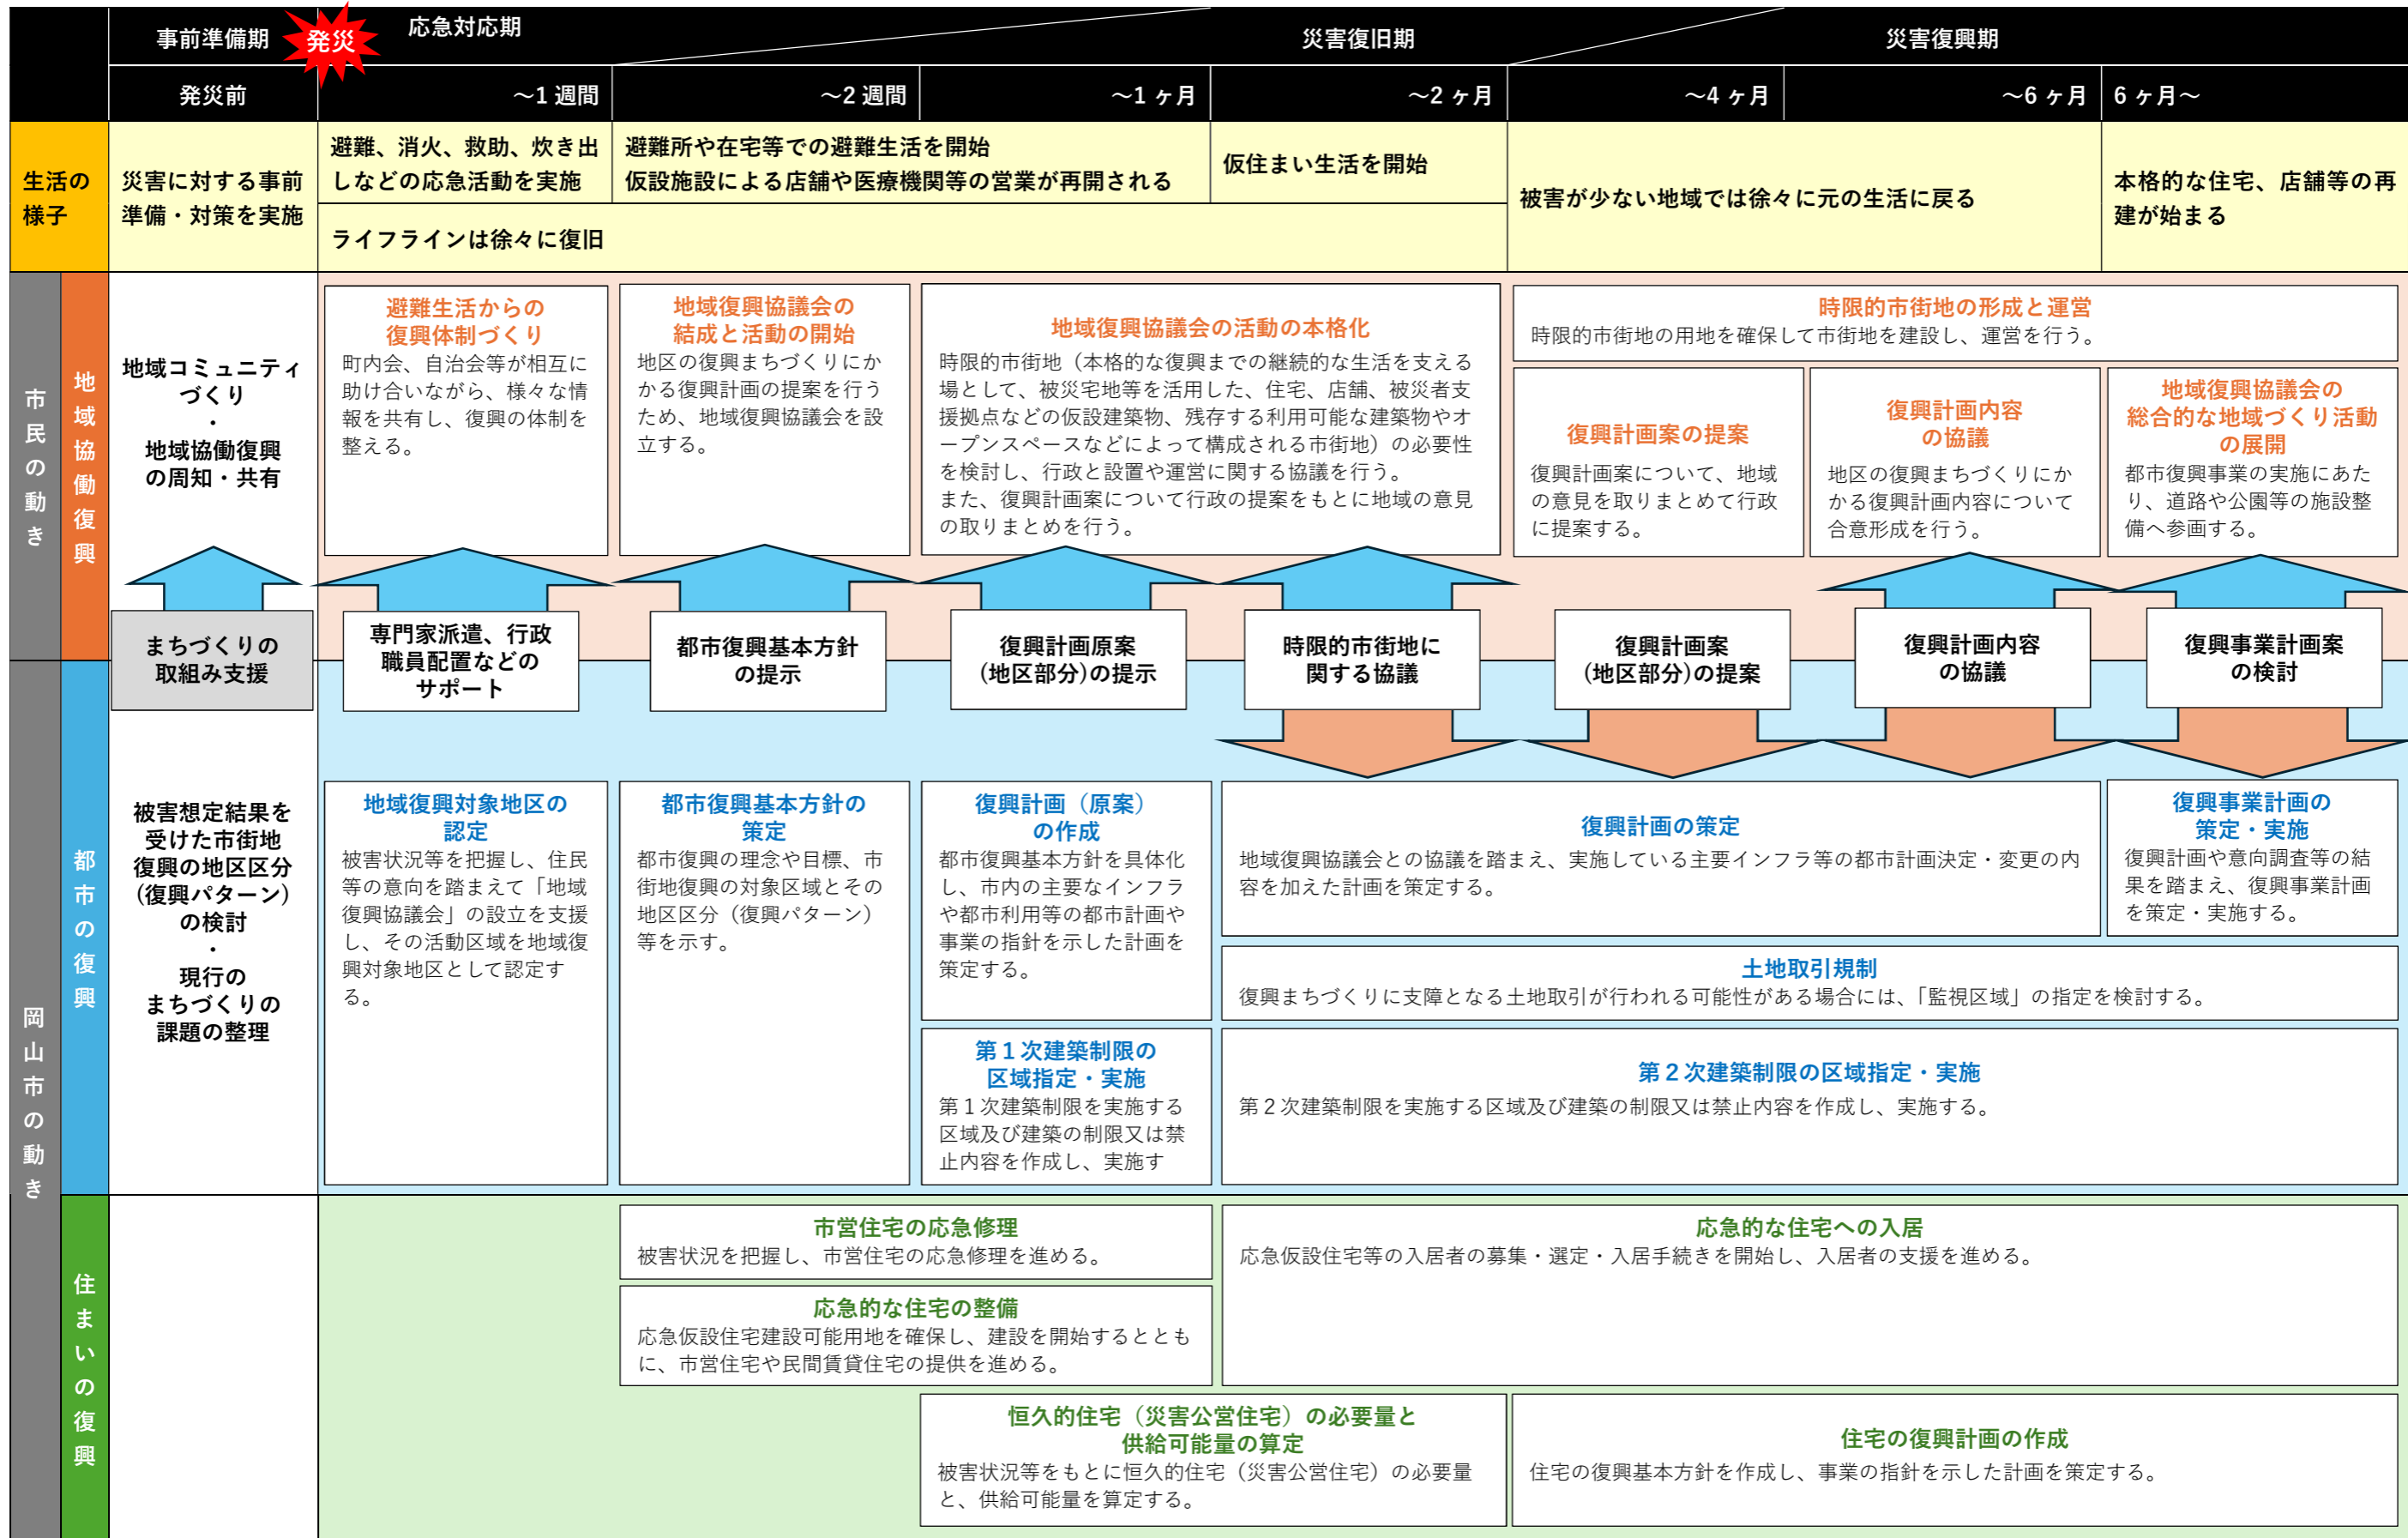 事前準備期
発災
応急対応期
災害復旧期
災害復興期
発災前
～1 週間
～2 週間
～1 ヶ月
～2 ヶ月
～4 ヶ月
～6 ヶ月
6 ヶ月～
生活の
様子
災害に対する事前
準備・対策を実施
避難、消火、救助、炊き出
しなどの応急活動を実施
避難所や在宅等での避難生活を開始
仮設施設による店舗や医療機関等の営業が再開される
仮住まい生活を開始
ライフラインは徐々に復旧
被害が少ない地域では徐々に元の生活に戻る
本格的な住宅、店舗等の再
建が始まる
市民の動き
地域協働復興
地域コミュニティ
づくり
・
地域協働復興
の周知・共有
避難生活からの
復興体制づくり
町内会、自治会等が相互に
助け合いながら、様々な情
報を共有し、復興の体制を
整える。
地域復興協議会の
結成と活動の開始
地区の復興まちづくりにか
かる復興計画の提案を行う
ため、地域復興協議会を設
立する。
地域復興協議会の活動の本格化
時限的市街地（本格的な復興までの継続的な生活を支える
場として、被災宅地等を活用した、住宅、店舗、被災者支
援拠点などの仮設建築物、残存する利用可能な建築物やオ
ープンスペースなどによって構成される市街地）の必要性
を検討し、行政と設置や運営に関する協議を行う。
また、復興計画案について行政の提案をもとに地域の意見
の取りまとめを行う。
時限的市街地の形成と運営
時限的市街地の用地を確保して市街地を建設し、運営を行う。
復興計画案の提案
復興計画案について、地域
の意見を取りまとめて行政
に提案する。
復興計画内容
の協議
地区の復興まちづくりにか
かる復興計画内容について
合意形成を行う。
地域復興協議会の
総合的な地域づくり活動
の展開
都市復興事業の実施にあた
り、道路や公園等の施設整
備へ参画する。
まちづくりの
取組み支援
専門家派遣、行政
職員配置などの
サポート
都市復興基本方針
の提示
復興計画原案
(地区部分)の提示
時限的市街地に
関する協議
復興計画案
(地区部分)の提案
復興計画内容
の協議
復興事業計画案
の検討
岡山市の動き
都市の復興
被害想定結果を
受けた市街地
復興の地区区分
(復興パターン)
の検討
・
現行の
まちづくりの
課題の整理
地域復興対象地区の
認定
被害状況等を把握し、住民
等の意向を踏まえて「地域
復興協議会」の設立を支援
し、その活動区域を地域復
興対象地区として認定す
る。
都市復興基本方針の
策定
都市復興の理念や目標、市
街地復興の対象区域とその
地区区分（復興パターン）
等を示す。
復興計画（原案）
の作成
都市復興基本方針を具体化
し、市内の主要なインフラ
や都市利用等の都市計画や
事業の指針を示した計画を
策定する。
復興計画の策定
地域復興協議会との協議を踏まえ、実施している主要インフラ等の都市計画決定・変更の内
容を加えた計画を策定する。
復興事業計画の
策定・実施
復興計画や意向調査等の結
果を踏まえ、復興事業計画
を策定・実施する。
土地取引規制
復興まちづくりに支障となる土地取引が行われる可能性がある場合には、「監視区域」の指定を検討する。
第１次建築制限の
区域指定・実施
第１次建築制限を実施する
区域及び建築の制限又は禁
止内容を作成し、実施す
第２次建築制限の区域指定・実施
第２次建築制限を実施する区域及び建築の制限又は禁止内容を作成し、実施する。
住まいの復興
市営住宅の応急修理
被害状況を把握し、市営住宅の応急修理を進める。
応急的な住宅の整備
応急仮設住宅建設可能用地を確保し、建設を開始するととも
に、市営住宅や民間賃貸住宅の提供を進める。
応急的な住宅への入居
応急仮設住宅等の入居者の募集・選定・入居手続きを開始し、入居者の支援を進める。
恒久的住宅（災害公営住宅）の必要量と
供給可能量の算定
被害状況等をもとに恒久的住宅（災害公営住宅）の必要量
と、供給可能量を算定する。
住宅の復興計画の作成
住宅の復興基本方針を作成し、事業の指針を示した計画を策定する。